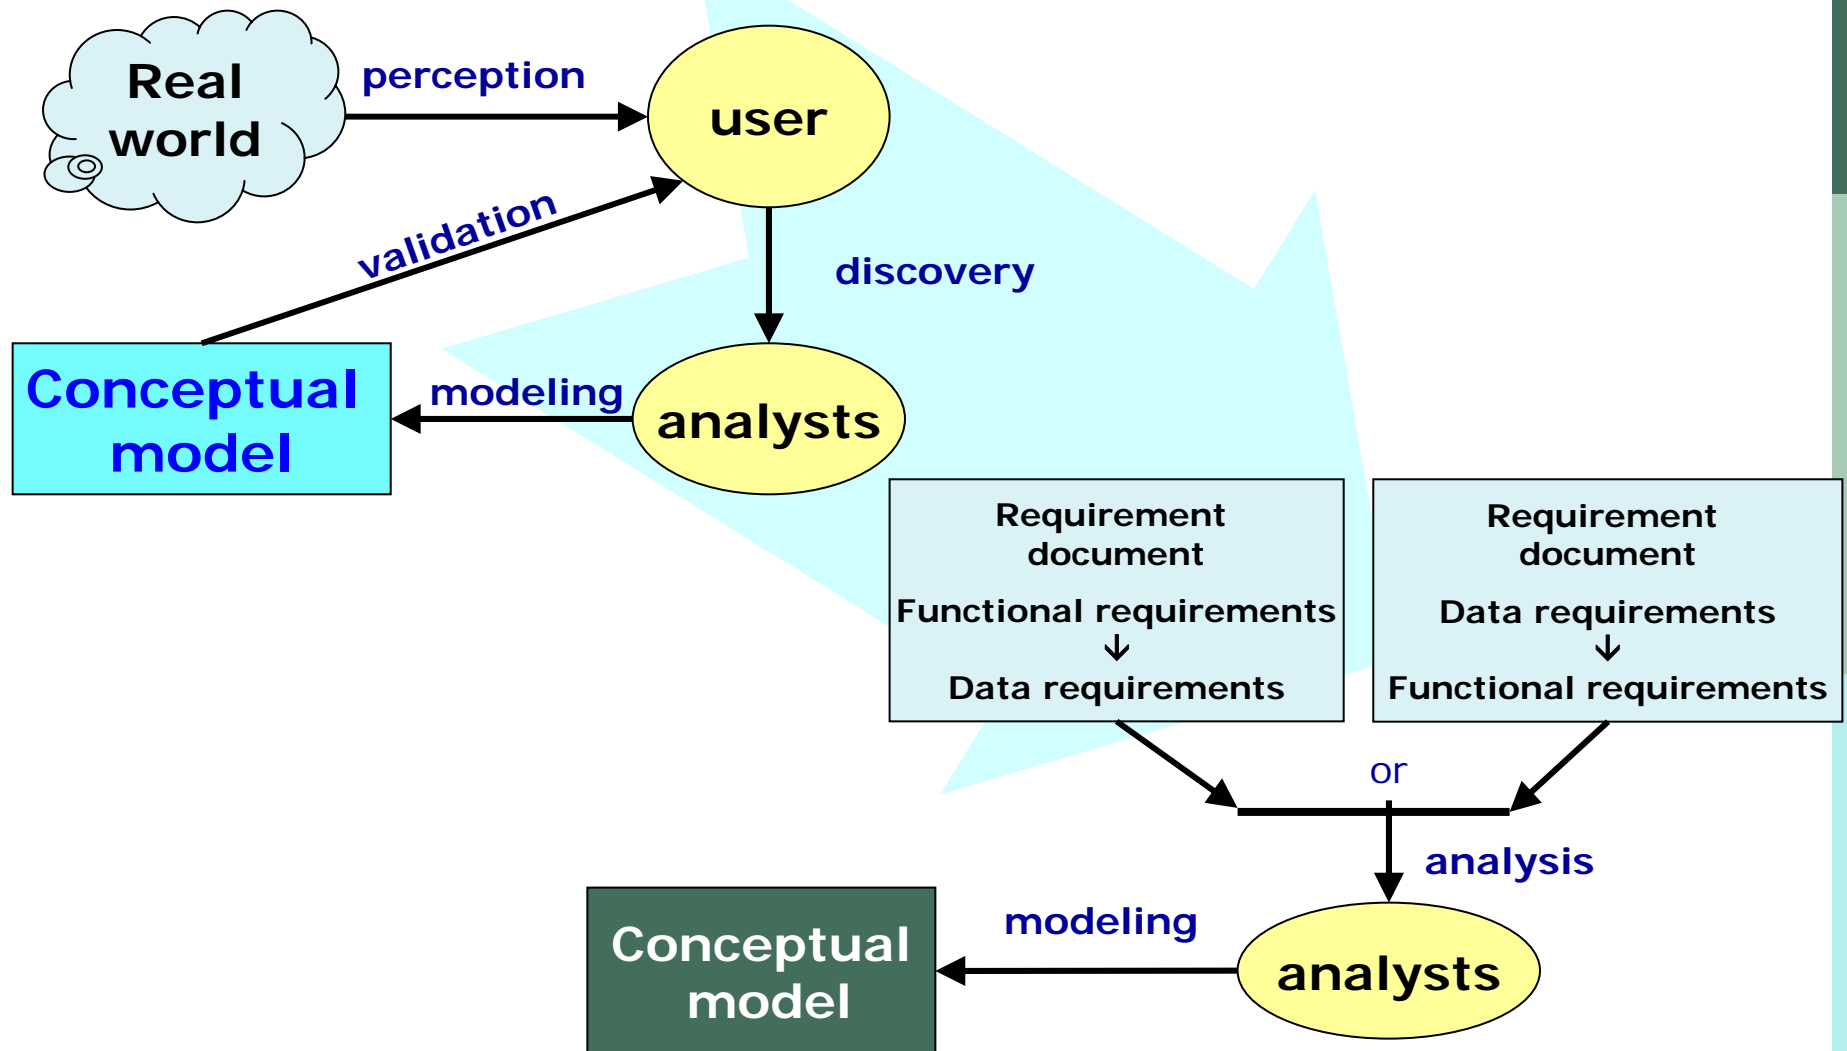 Real
world
perception
user
validation
discovery
Conceptual
model
modeling
analysts
Requirement
document
Functional requirements
↓
Data requirements
Requirement
document
Data requirements
↓
Functional requirements
or
analysis
modeling
Conceptual
model
analysts